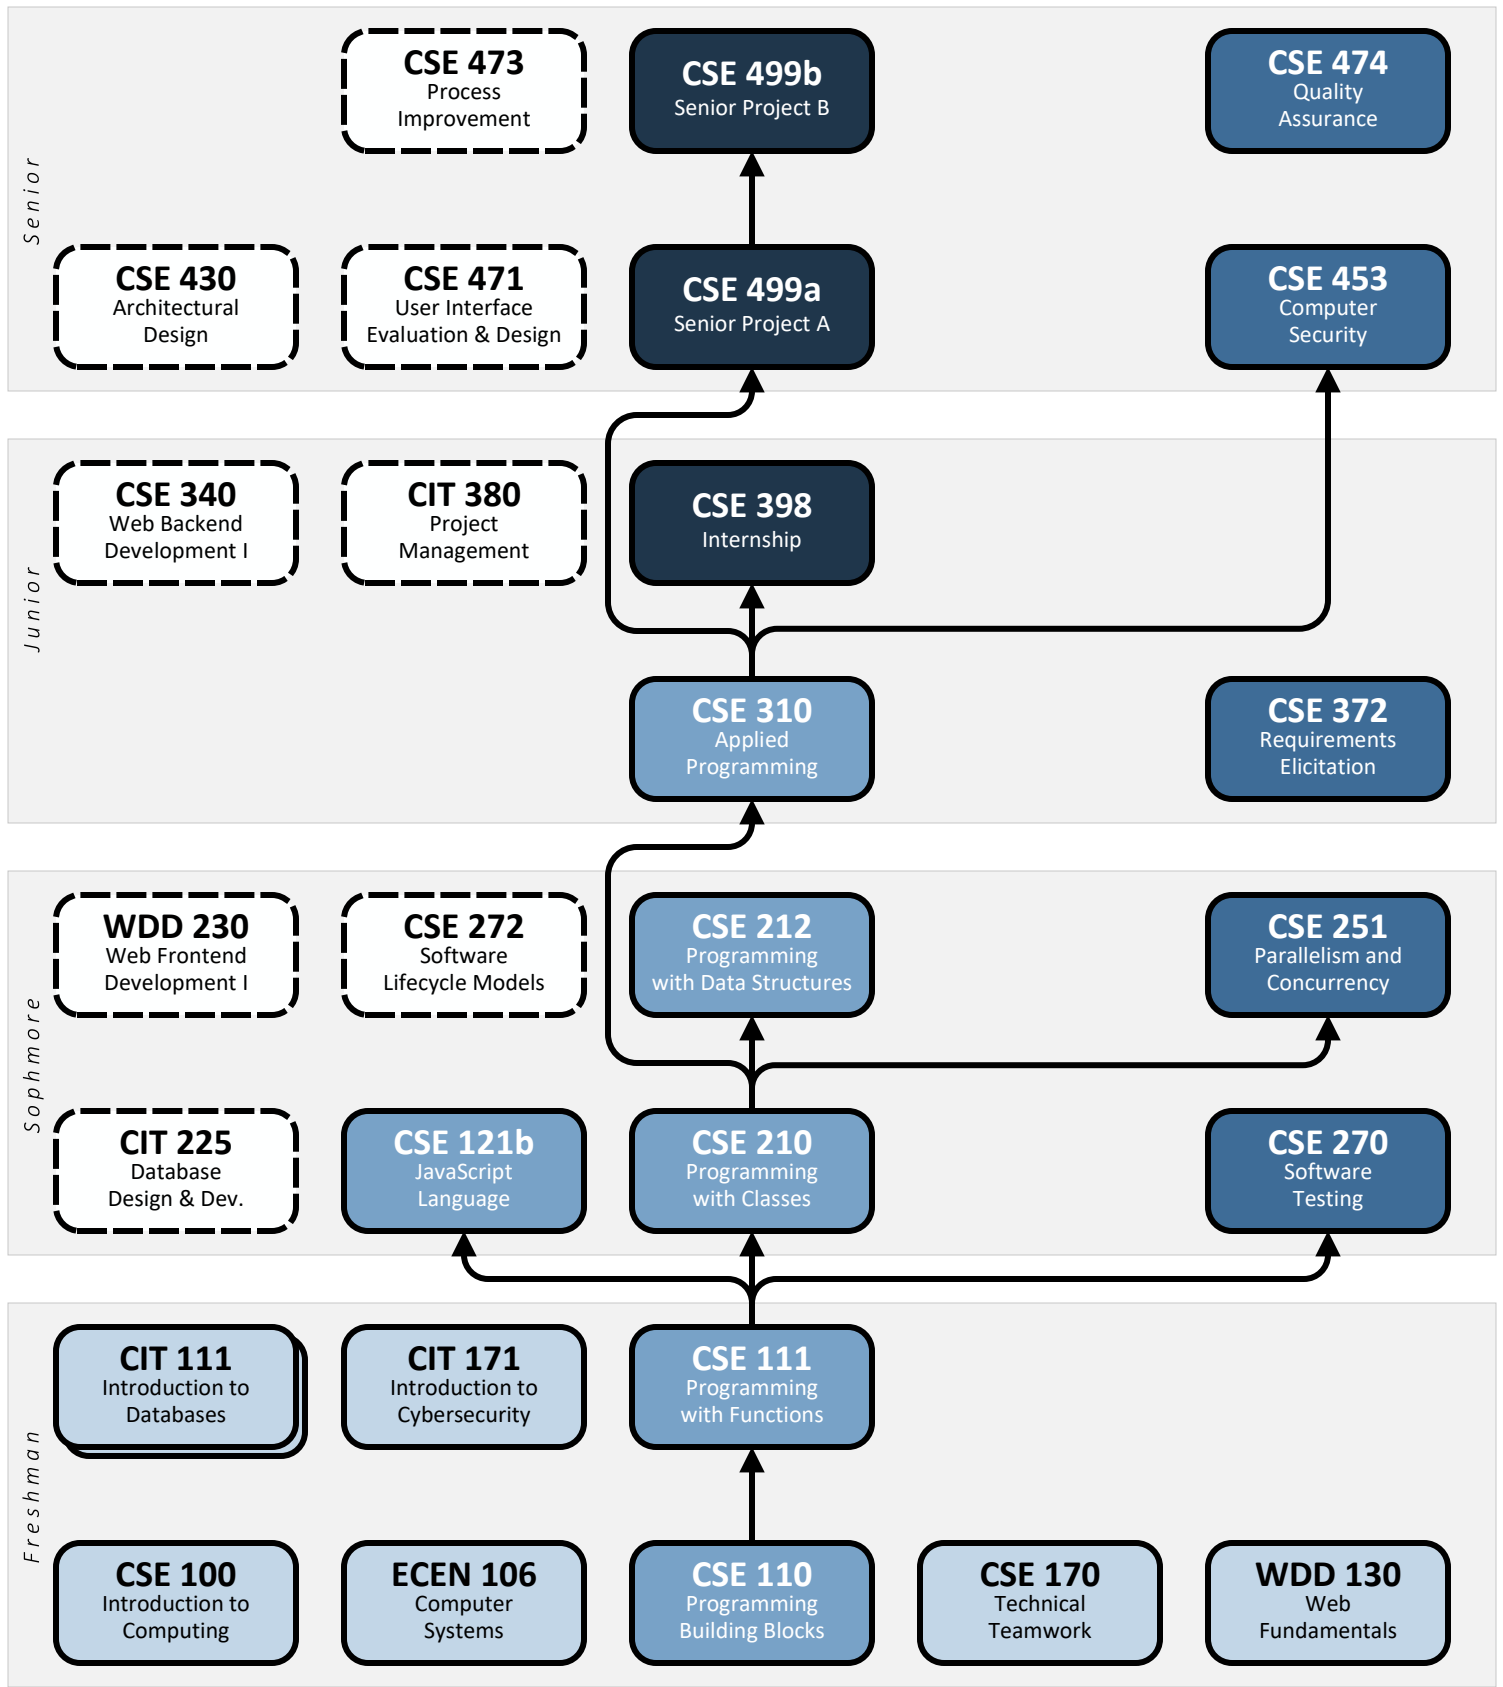 Senior
CSE 473
Process
Improvement
CSE 499b
Senior Project B
CSE 474
Quality
Assurance
CSE 430
Architectural
Design
CSE 471
User Interface
Evaluation & Design
CSE 499a
Senior Project A
CSE 453
Computer
Security
Junior
CSE 340
Web Backend
Development I
CIT 380
Project
Management
CSE 398
Internship
CSE 310
Applied
Programming
CSE 372
Requirements
Elicitation
Sophmore
WDD 230
Web Frontend
Development I
CSE 272
Software
Lifecycle Models
CSE 212
Programming
with Data Structures
CSE 251
Parallelism and
Concurrency
CIT 225
Database
Design & Dev.
CSE 121b
JavaScript
Language
CSE 210
Programming
with Classes
CSE 270
Software
Testing
Freshman
CIT 111
Introduction to
Databases
CIT 171
Introduction to
Cybersecurity
CSE 111
Programming
with Functions
CSE 100
Introduction to
Computing
ECEN 106
Computer
Systems
CSE 110
Programming
Building Blocks
CSE 170
Technical
Teamwork
WDD 130
Web
Fundamentals